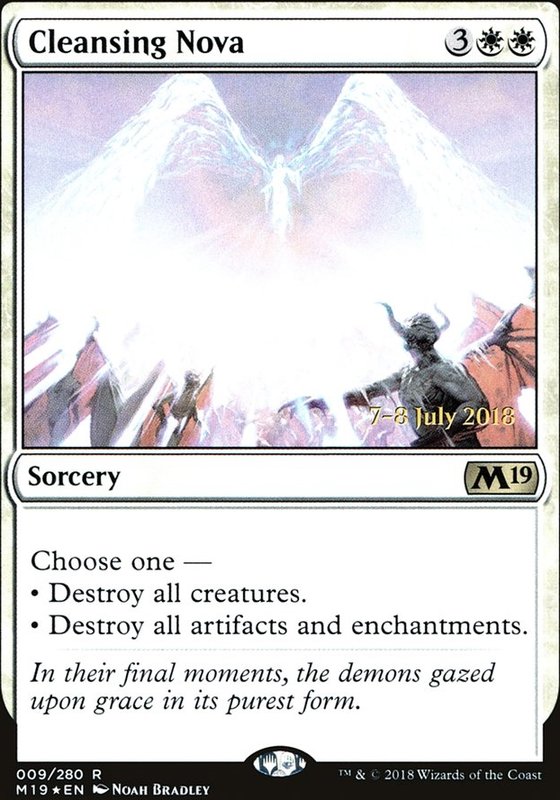 Cleansing Nova 3
7-8 July 2018
Sorcery M19
Choose one —
• Destroy all creatures.
• Destroy all artifacts and enchantments.
In their final moments, the demons gazed
upon grace in its purest form.
009/280 R
M19★EN Noah Bradley
™ & © 2018 Wizards of the Coast